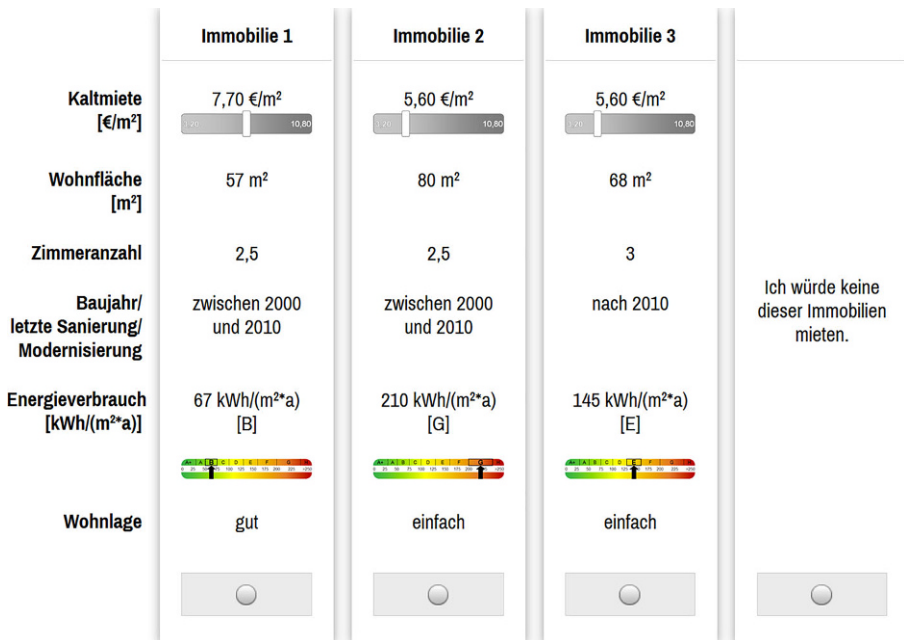 Immobilie 1
Immobilie 2
Immobilie 3
Kaltmiete
[€/m²]
7,70 €/m²
10,80
5,60 €/m²
10,80
5,60 €/m²
10,80
Wohnfläche
[m²]
57 m²
80 m²
68 m²
Zimmeranzahl
2,5
2,5
3
Baujahr/
letzte Sanierung/
Modernisierung
zwischen 2000
und 2010
zwischen 2000
und 2010
nach 2010
Ich würde keine
dieser Immobilien
mieten.
Energieverbrauch
[kWh/(m²*a)]
67 kWh/(m²*a)
[B]
210 kWh/(m²*a)
[G]
145 kWh/(m²*a)
[E]
Wohnlage
gut
einfach
einfach